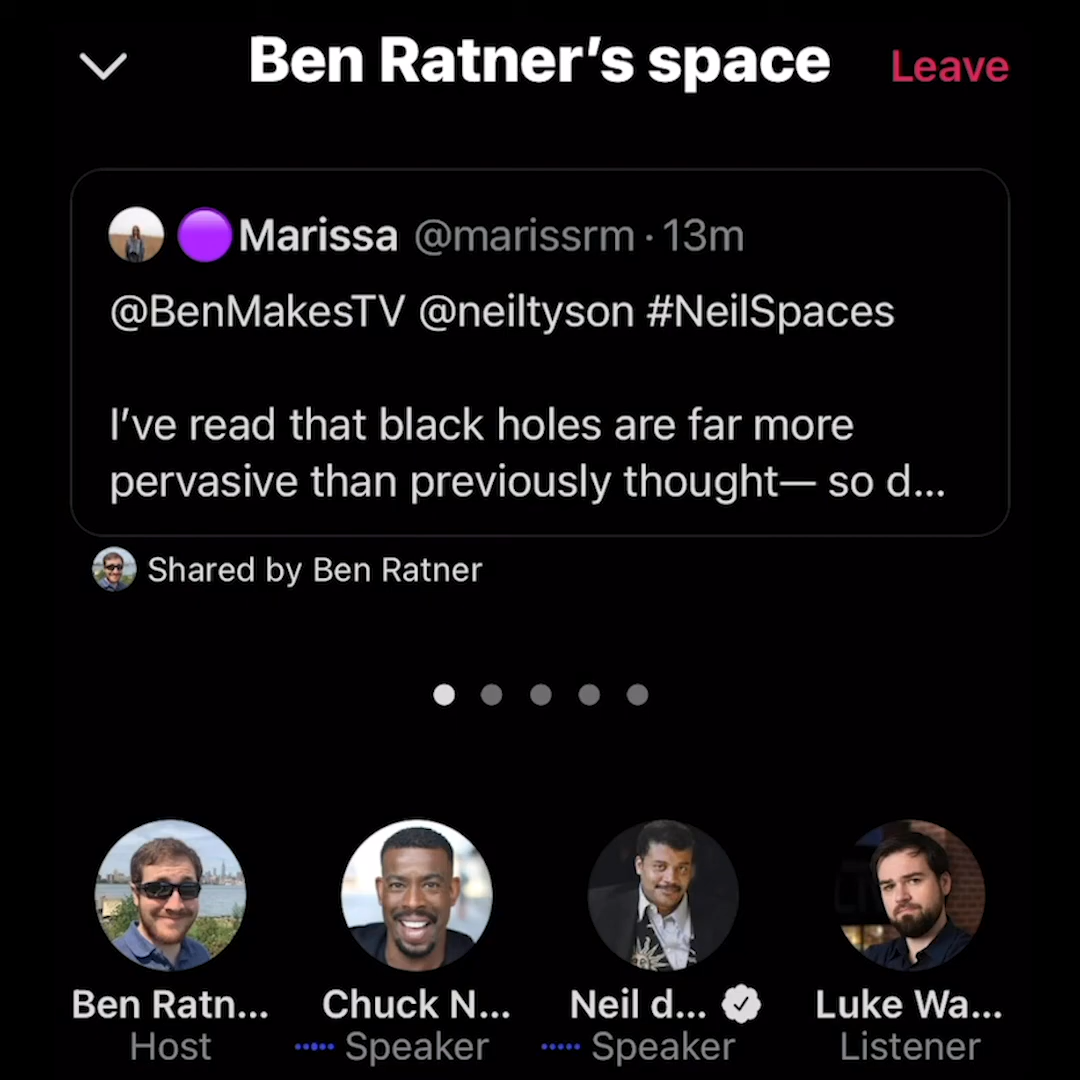 Ben Ratner’s space
Leave
Marissa @marissrm · 13m
@BenMakesTV @neiltyson #NeilSpaces
I’ve read that black holes are far more
pervasive than previously thought— so d...
Shared by Ben Ratner
Ben Ratn...
Chuck N...
Neil d...
Luke Wa...
Host
Speaker
Speaker
Listener